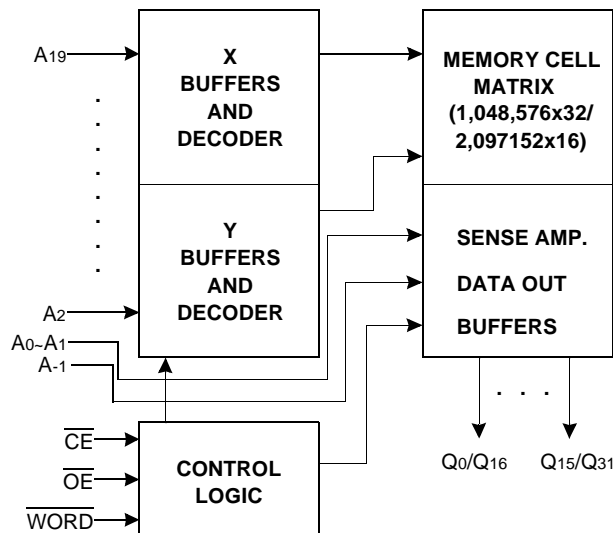 A19
X
BUFFERS
AND
DECODER
MEMORY CELL
MATRIX
(1,048,576x32/
2,097152x16)
Y
BUFFERS
AND
DECODER
SENSE AMP.
DATA OUT
BUFFERS
A2
A0~A1
A-1
. . .
CE
OE
WORD
CONTROL
LOGIC
Q0/Q16
Q15/Q31